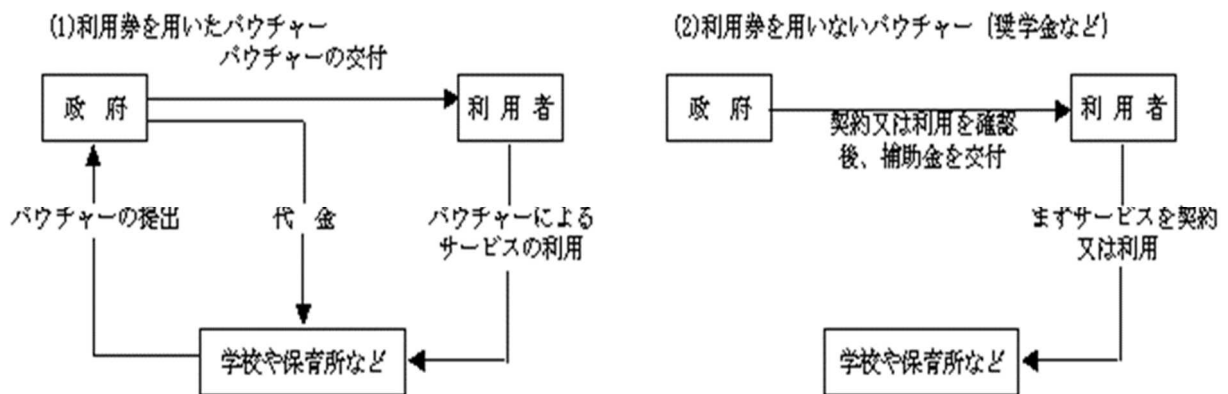 (1)利用券を用いたバウチャー
バウチャーの交付
政 府
利 用 者
バウチャーの提出
代 金
バウチャーによる
サービスの利用
学校や保育所など
(2)利用券を用いないバウチャー (奨学金など)
政 府
利 用 者
契約又は利用を確認
後、補助金を交付
まずサービスを契約
又は利用
学校や保育所など